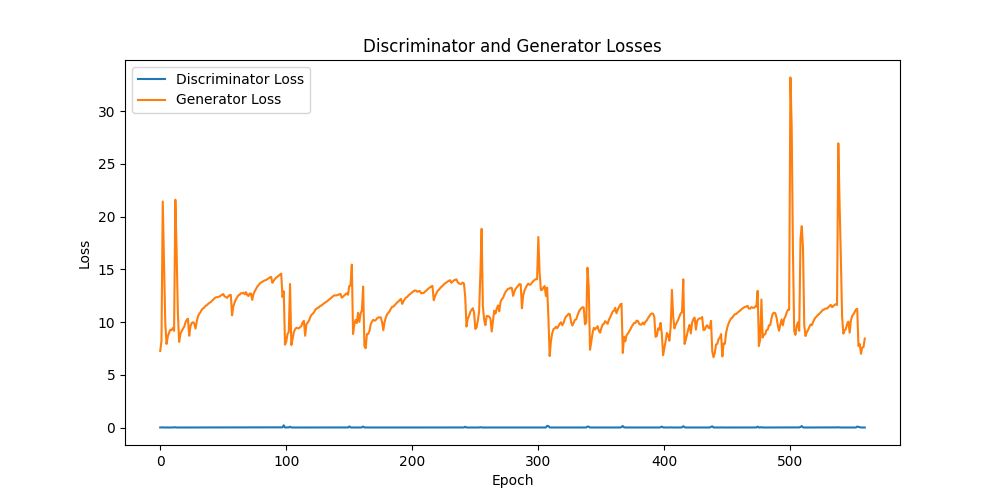 Discriminator and Generator Losses
Discriminator Loss
Generator Loss
Loss
30
25
20
15
10
5
0
0 100 200 300 400 500
Epoch